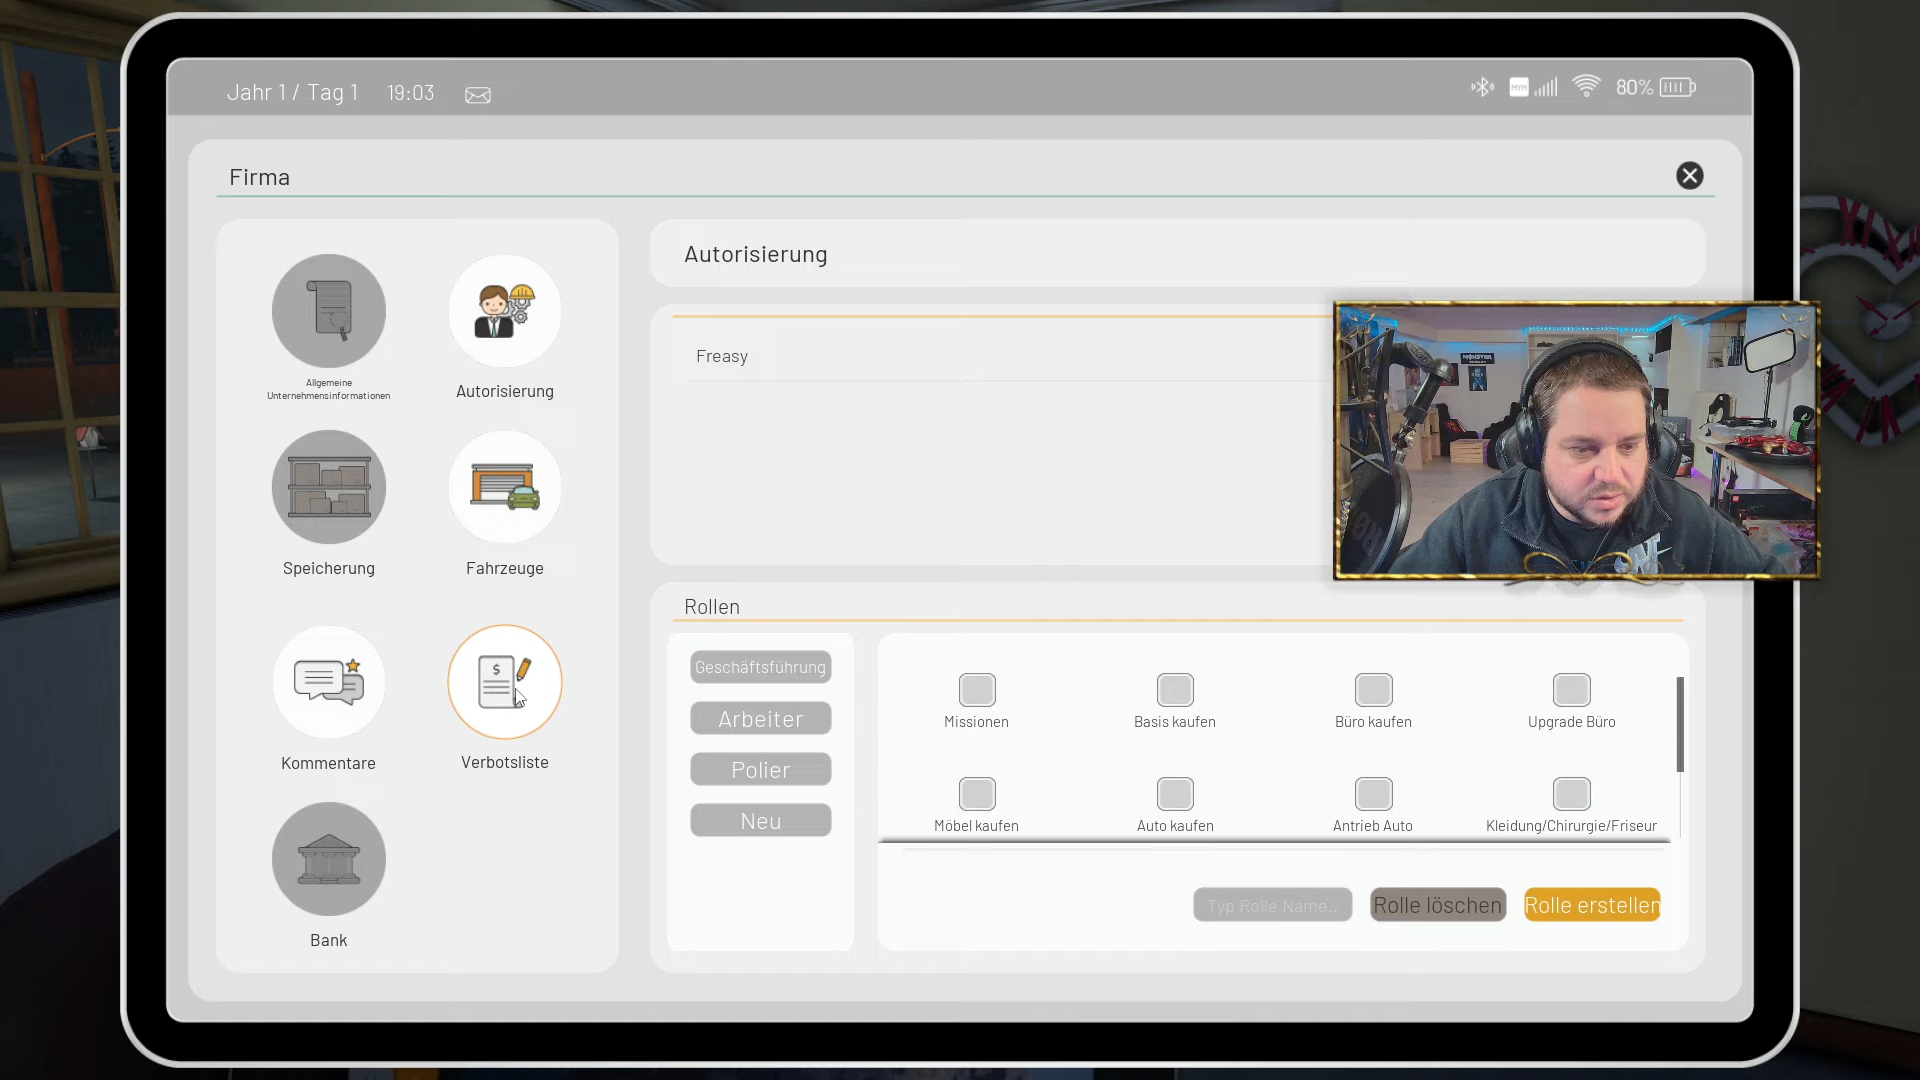 Jahr 1 / Tag 1 19:03
80%
Firma
Allgemeine
Unternehmensinformationen
Autorisierung
Speicherung
Fahrzeuge
Kommentare
Verbotsliste
Bank
Autorisierung
Freasy
Rollen
Geschäftsführung
Arbeiter
Polier
Neu
Missionen
Basis kaufen
Büro kaufen
Upgrade Büro
Möbel kaufen
Auto kaufen
Antrieb Auto
Kleidung/Chirurgie/Friseur
Typ Rolle Name..
Rolle löschen
Rolle erstellen